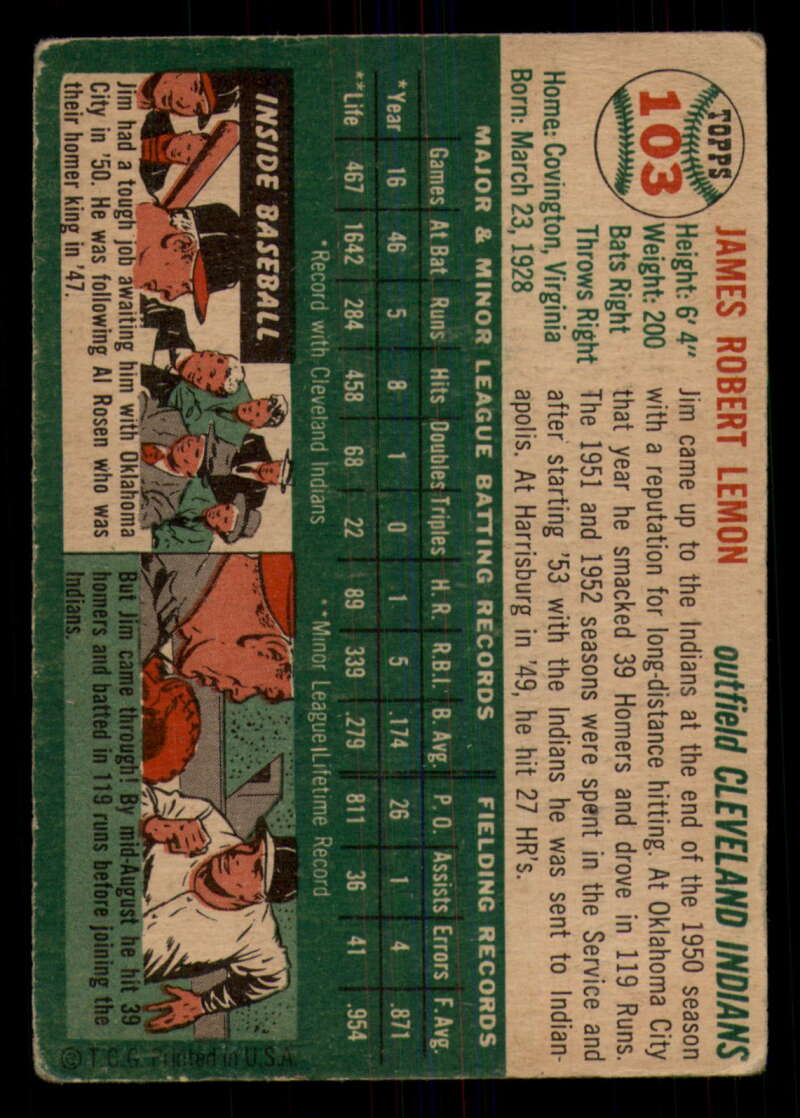 TOPPS
103
JAMES ROBERT LEMON
outfield CLEVELAND INDIANS
Height: 6' 4"
Weight: 200
Bats Right
Throws Right
Home: Covington, Virginia
Born: March 23, 1928
Jim came up to the Indians at the end of the 1950 season
with a reputation for long-distance hitting. At Oklahoma City
that year he smacked 39 Homers and drove in 119 Runs.
The 1951 and 1952 seasons were spent in the Service and
after starting '53 with the Indians he was sent to Indian-
apolis. At Harrisburg in '49, he hit 27 HR's.
MAJOR & MINOR LEAGUE BATTING RECORDS FIELDING RECORDS
Games At Bat Runs Hits Doubles Triples H. R. R.B.I. B. Avg. P. O. Assists Errors F. Avg.
*Year 16 46 5 8 1 0 1 5 .174 26 1 4 .871
**Life 467 1642 284 458 68 22 89 339 .279 811 36 41 .954
*Record with Cleveland Indians **Minor League Lifetime Record
INSIDE BASEBALL
Jim had a tough job awaiting him with Oklahoma
City in '50. He was following Al Rosen who was
their homer king in '47.
But Jim came through! By mid-August he hit 39
homers and batted in 119 runs before joining the
Indians.
© T.C.G. Printed in U.S.A.